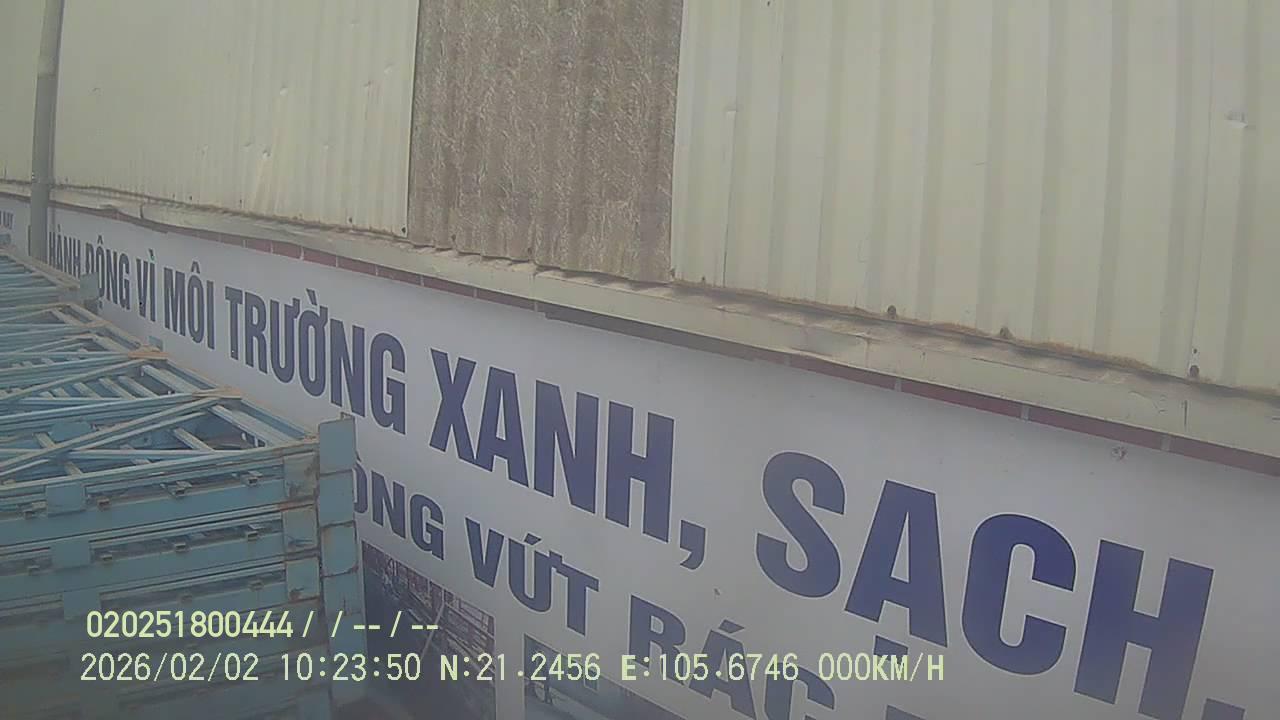 HÀNH ĐỘNG VÌ MÔI TRƯỜNG XANH, SẠCH,
VỨT RÁC
020251800444/ / -- / --
2026/02/02 10:23:50 N:21.2456 E:105.6746 000KM/H